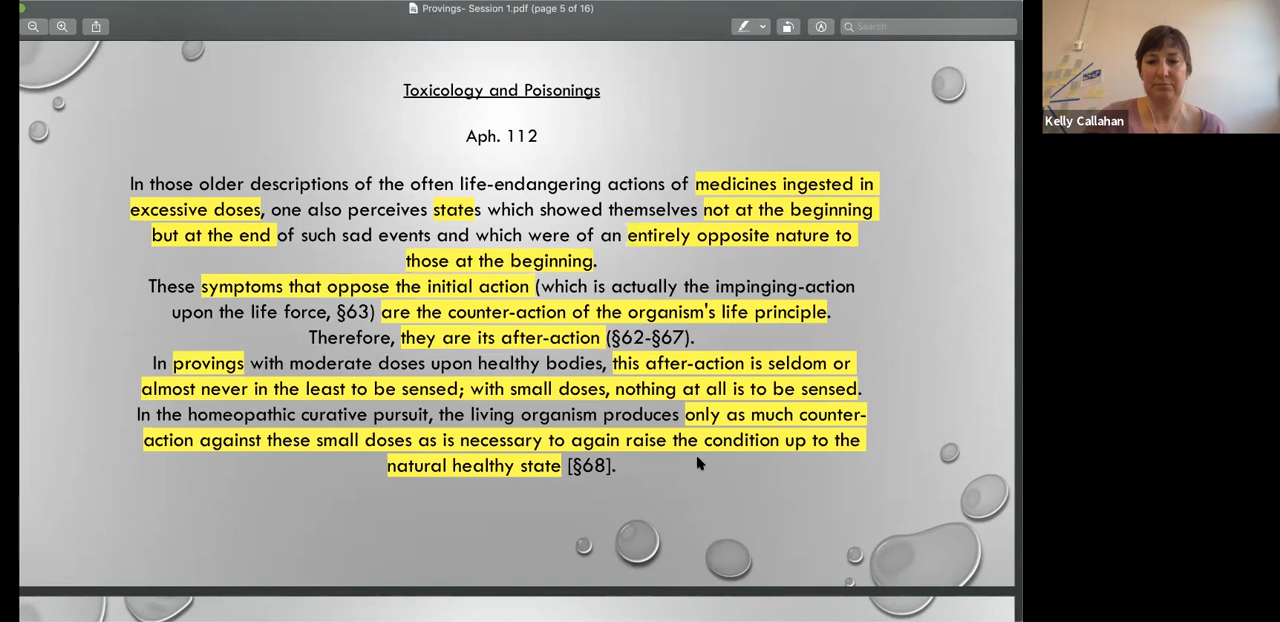 Provings- Session 1.pdf (page 5 of 16)
Search
Toxicology and Poisonings
Aph. 112
In those older descriptions of the often life-endangering actions of medicines ingested in
excessive doses, one also perceives states which showed themselves not at the beginning
but at the end of such sad events and which were of an entirely opposite nature to
those at the beginning.
These symptoms that oppose the initial action (which is actually the impinging-action
upon the life force, §63) are the counter-action of the organism's life principle.
Therefore, they are its after-action (§62-§67).
In provings with moderate doses upon healthy bodies, this after-action is seldom or
almost never in the least to be sensed; with small doses, nothing at all is to be sensed.
In the homeopathic curative pursuit, the living organism produces only as much counter-
action against these small doses as is necessary to again raise the condition up to the
natural healthy state [§68].
Kelly Callahan